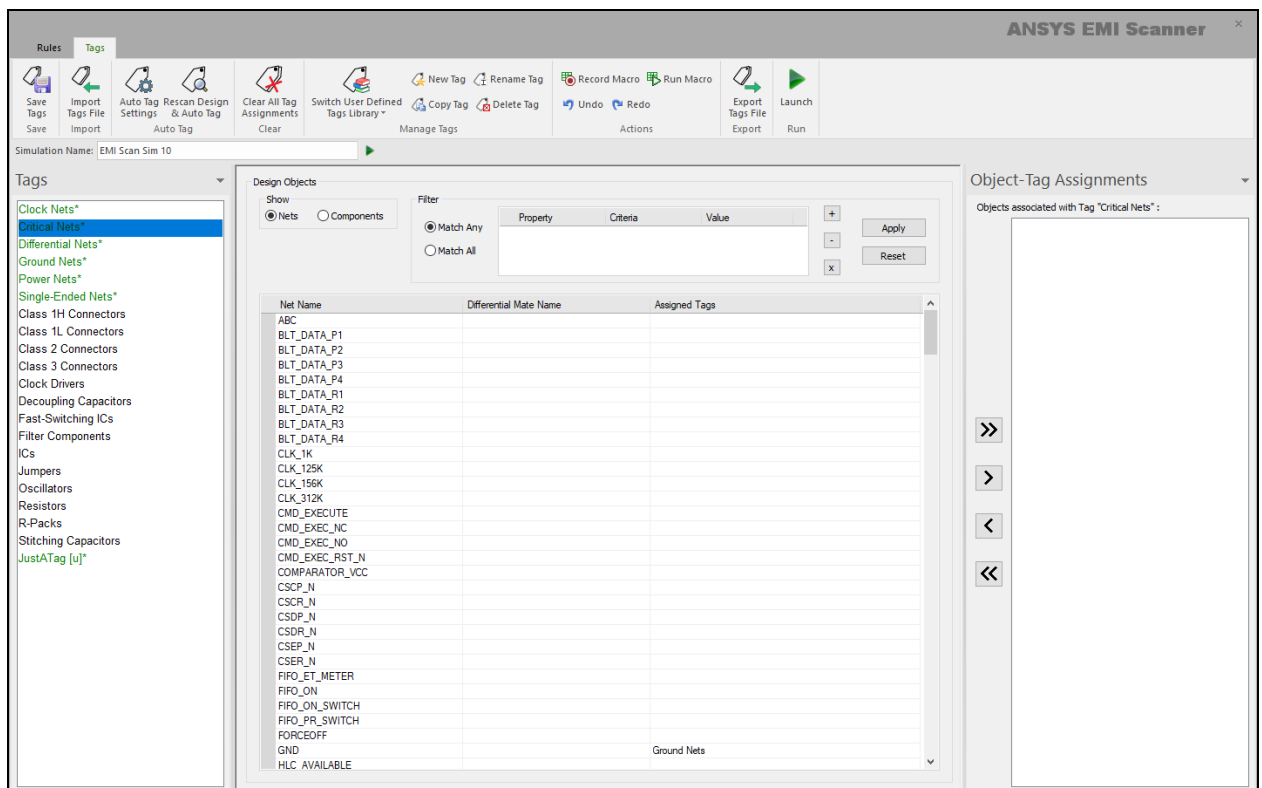 ANSYS EMI Scanner ×
Rules Tags
Save Tags
Import Tags File
Auto Tag Settings
Rescan Design & Auto Tag
Clear All Tag Assignments
Switch User Defined Tags Library
New Tag Rename Tag
Copy Tag Delete Tag
Record Macro Run Macro
Undo Redo
Export Tags File
Launch
Save Import Auto Tag Clear Manage Tags Actions Export Run
Simulation Name: EMI Scan Sim 10
Tags
Clock Nets*
Critical Nets*
Differential Nets*
Ground Nets*
Power Nets*
Single-Ended Nets*
Class 1H Connectors
Class 1L Connectors
Class 2 Connectors
Class 3 Connectors
Clock Drivers
Decoupling Capacitors
Fast-Switching ICs
Filter Components
ICs
Jumpers
Oscillators
Resistors
R-Packs
Stitching Capacitors
JustATag [u]*
Design Objects
Show
Nets Components
Filter
Match Any
Match All
Property Criteria Value
+
-
x
Apply
Reset
Net Name Differential Mate Name Assigned Tags
ABC
BLT_DATA_P1
BLT_DATA_P2
BLT_DATA_P3
BLT_DATA_P4
BLT_DATA_R1
BLT_DATA_R2
BLT_DATA_R3
BLT_DATA_R4
CLK_1K
CLK_125K
CLK_156K
CLK_312K
CMD_EXECUTE
CMD_EXEC_NC
CMD_EXEC_NO
CMD_EXEC_RST_N
COMPARATOR_VCC
CSCP_N
CSCR_N
CSDP_N
CSDR_N
CSEP_N
CSER_N
FIFO_ET_METER
FIFO_ON
FIFO_ON_SWITCH
FIFO_PR_SWITCH
FORCEOFF
GND Ground Nets
HLC_AVAILABLE
Object-Tag Assignments
Objects associated with Tag "Critical Nets" :